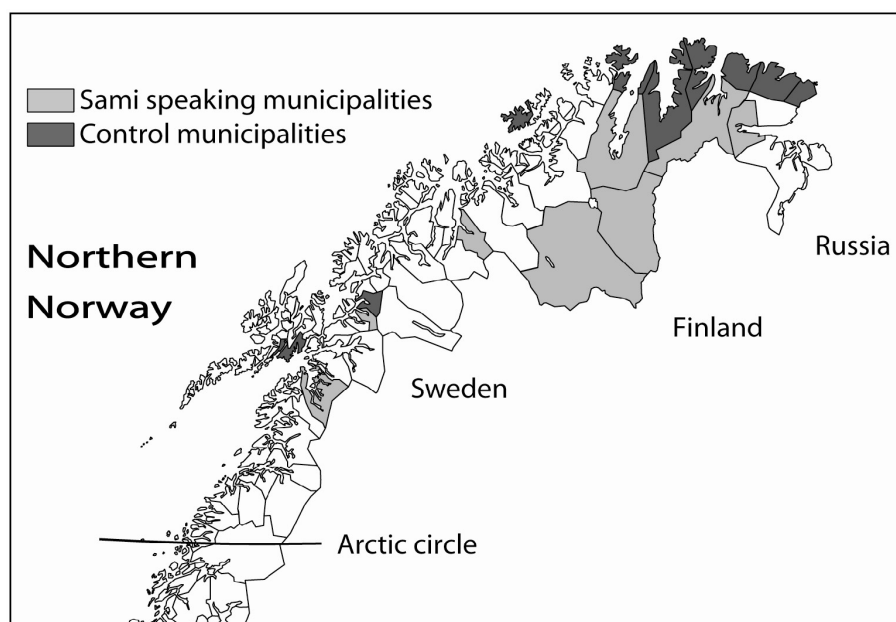 Sami speaking municipalities
Control municipalities
Northern
Norway
Russia
Finland
Sweden
Arctic circle